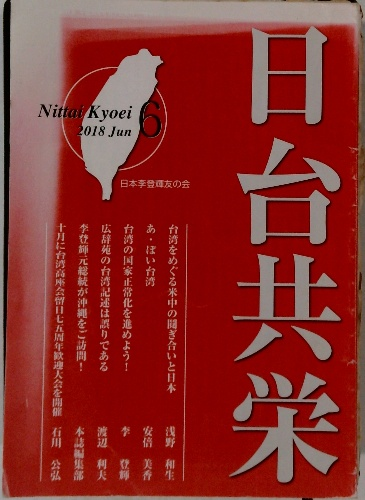 日台共栄
Nittai Kyoei
2018 Jun
6
日本李登輝友の会
台湾をめぐる米中の鬩ぎ合いと日本 浅野 和生
あ・ぽい台湾 安倍 美香
台湾の国家正常化を進めよう! 李 登輝
広辞苑の台湾記述は誤りである 渡辺 利夫
李登輝元総統が沖縄をご訪問! 本誌編集部
十月に台湾高座会留日七五周年歓迎大会を開催 石川 公弘